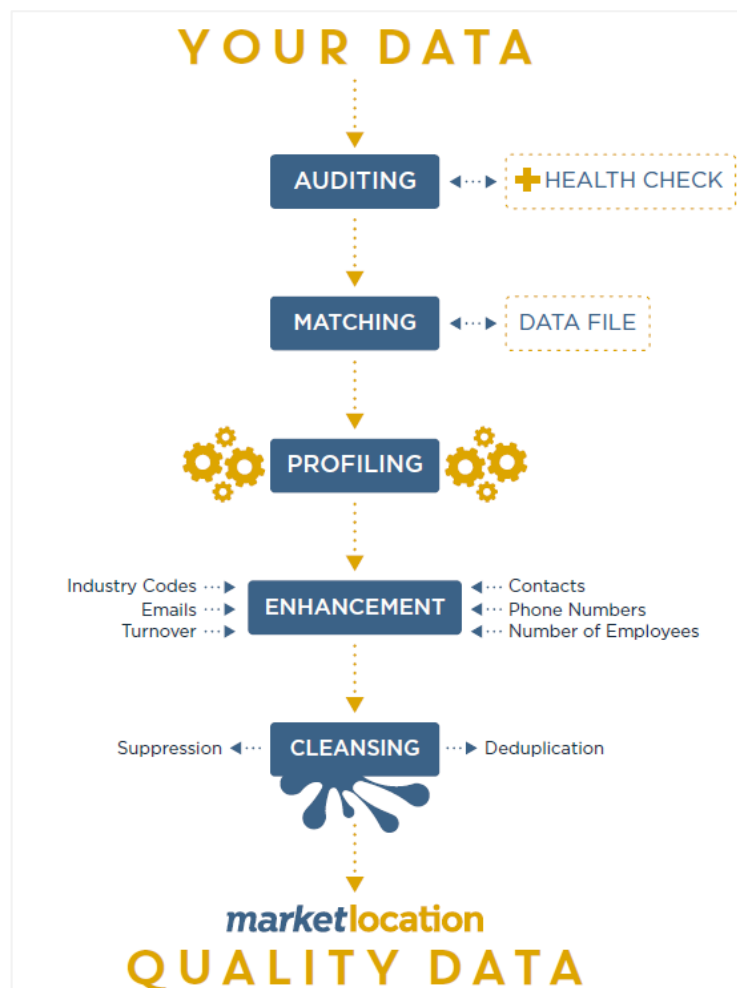 YOUR DATA
AUDITING
HEALTH CHECK
MATCHING
DATA FILE
PROFILING
Industry Codes
Emails
Turnover
ENHANCEMENT
Contacts
Phone Numbers
Number of Employees
Suppression
CLEANSING
Deduplication
marketlocation
QUALITY DATA